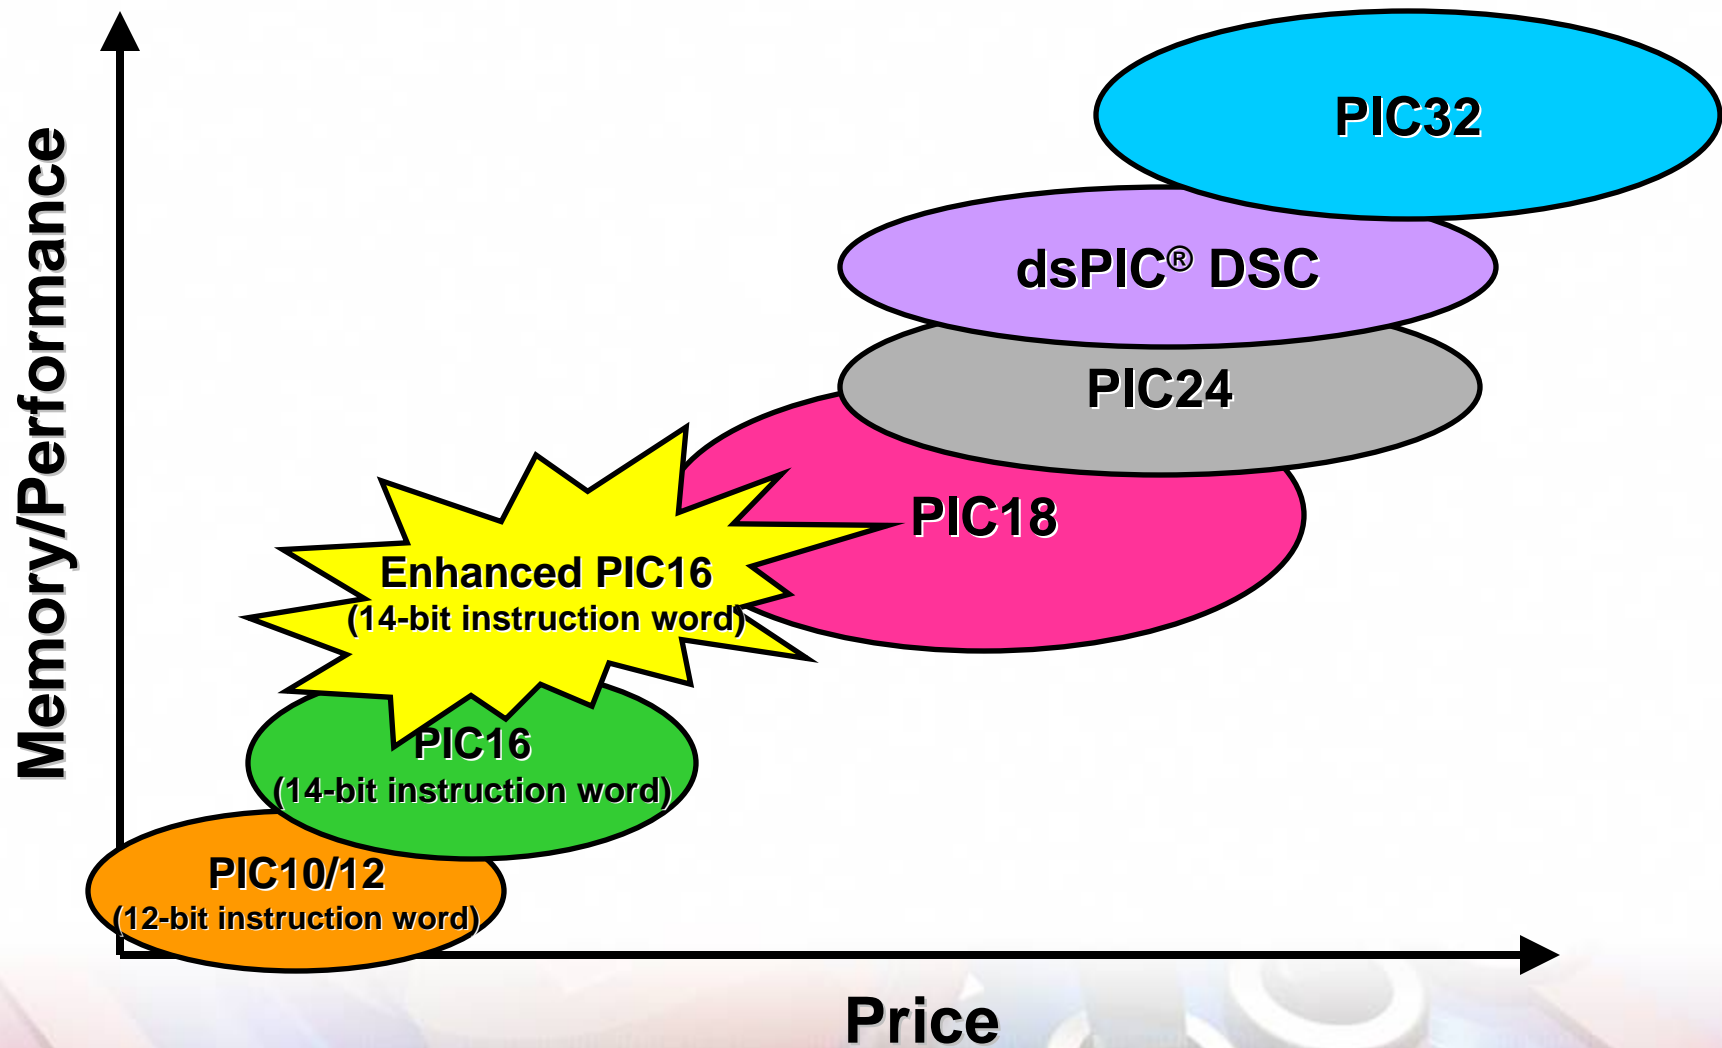 Memory/Performance
PIC32
dsPIC® DSC
PIC24
PIC18
Enhanced PIC16
(14-bit instruction word)
PIC16
(14-bit instruction word)
PIC10/12
(12-bit instruction word)
Price